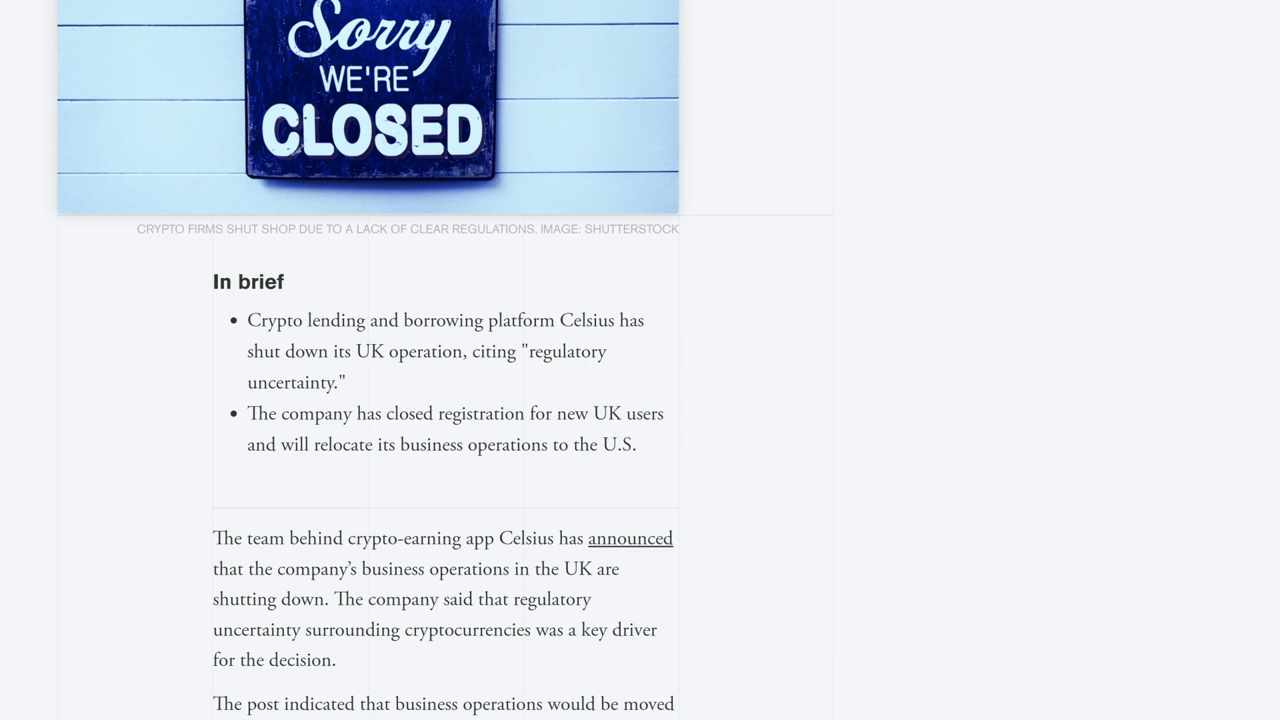 Sorry
WE'RE
CLOSED
CRYPTO FIRMS SHUT SHOP DUE TO A LACK OF CLEAR REGULATIONS. IMAGE: SHUTTERSTOCK
In brief
• Crypto lending and borrowing platform Celsius has
shut down its UK operation, citing "regulatory
uncertainty."
• The company has closed registration for new UK users
and will relocate its business operations to the U.S.
The team behind crypto-earning app Celsius has announced
that the company’s business operations in the UK are
shutting down. The company said that regulatory
uncertainty surrounding cryptocurrencies was a key driver
for the decision.
The post indicated that business operations would be moved